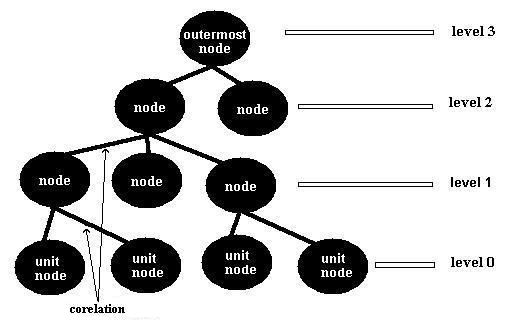 outermost
node
level 3
node
node
level 2
node
node
node
level 1
unit
node
unit
node
unit
node
unit
node
level 0
corelation